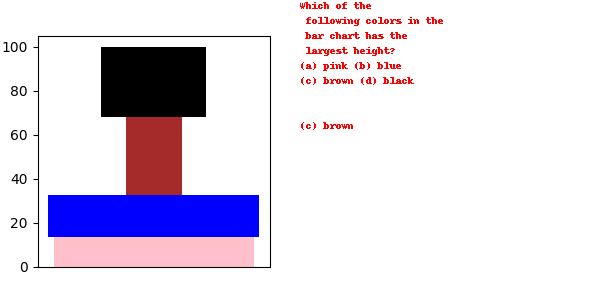 100
80
60
40
20
0
Which of the
following colors in the
bar chart has the
largest height?
(a) pink (b) blue
(c) brown (d) black
(c) brown